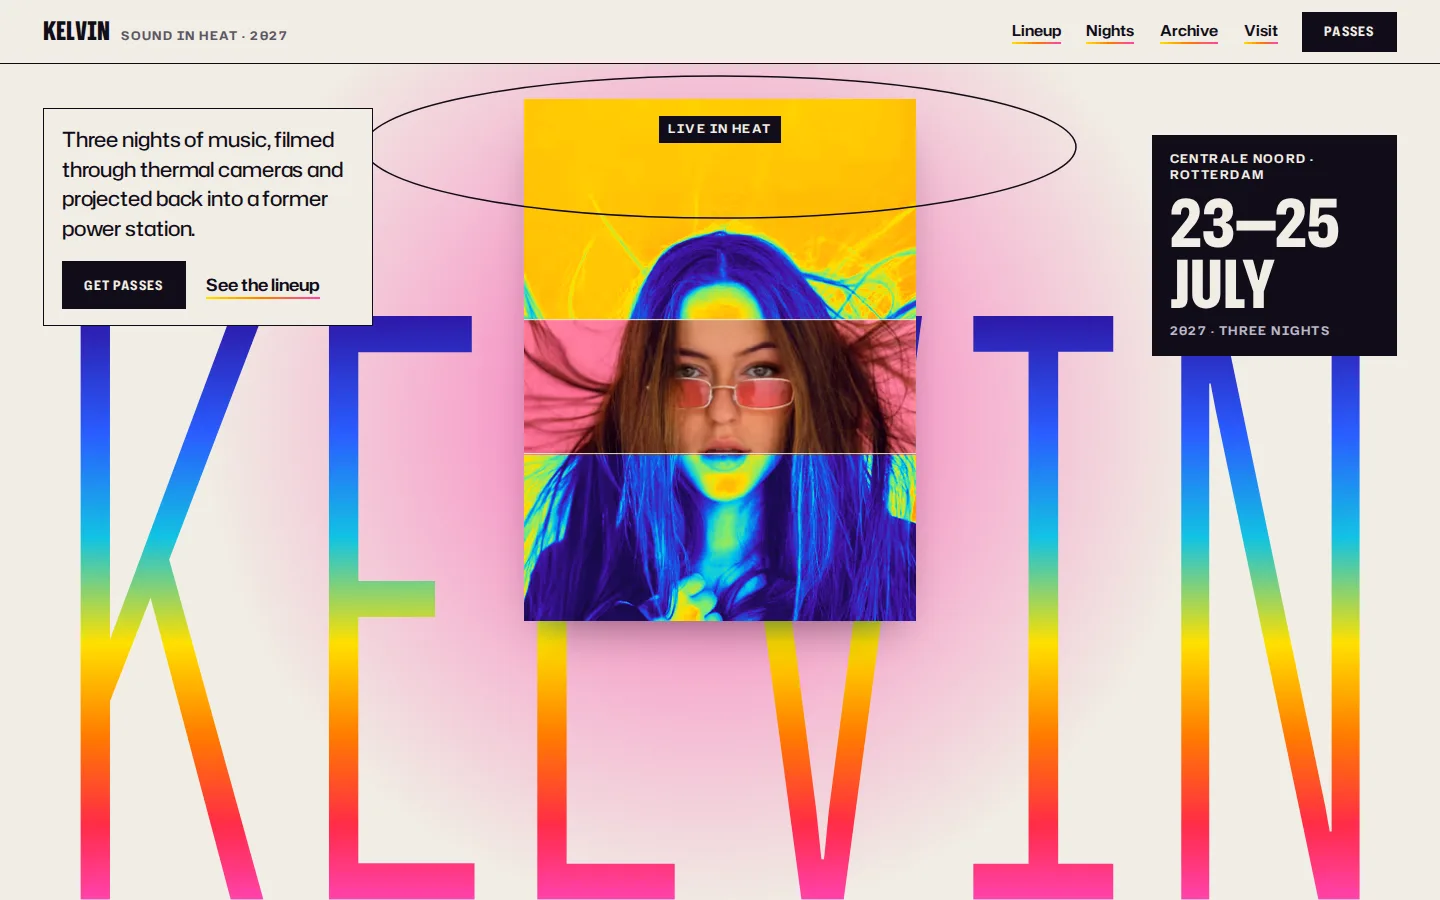 KELVIN
SOUND IN HEAT · 2027
Lineup
Nights
Archive
Visit
PASSES
Three nights of music, filmed
through thermal cameras and
projected back into a former
power station.
GET PASSES
See the lineup
LIVE IN HEAT
CENTRALE NOORD ·
ROTTERDAM
23—25
JULY
2027 · THREE NIGHTS
KELVIN